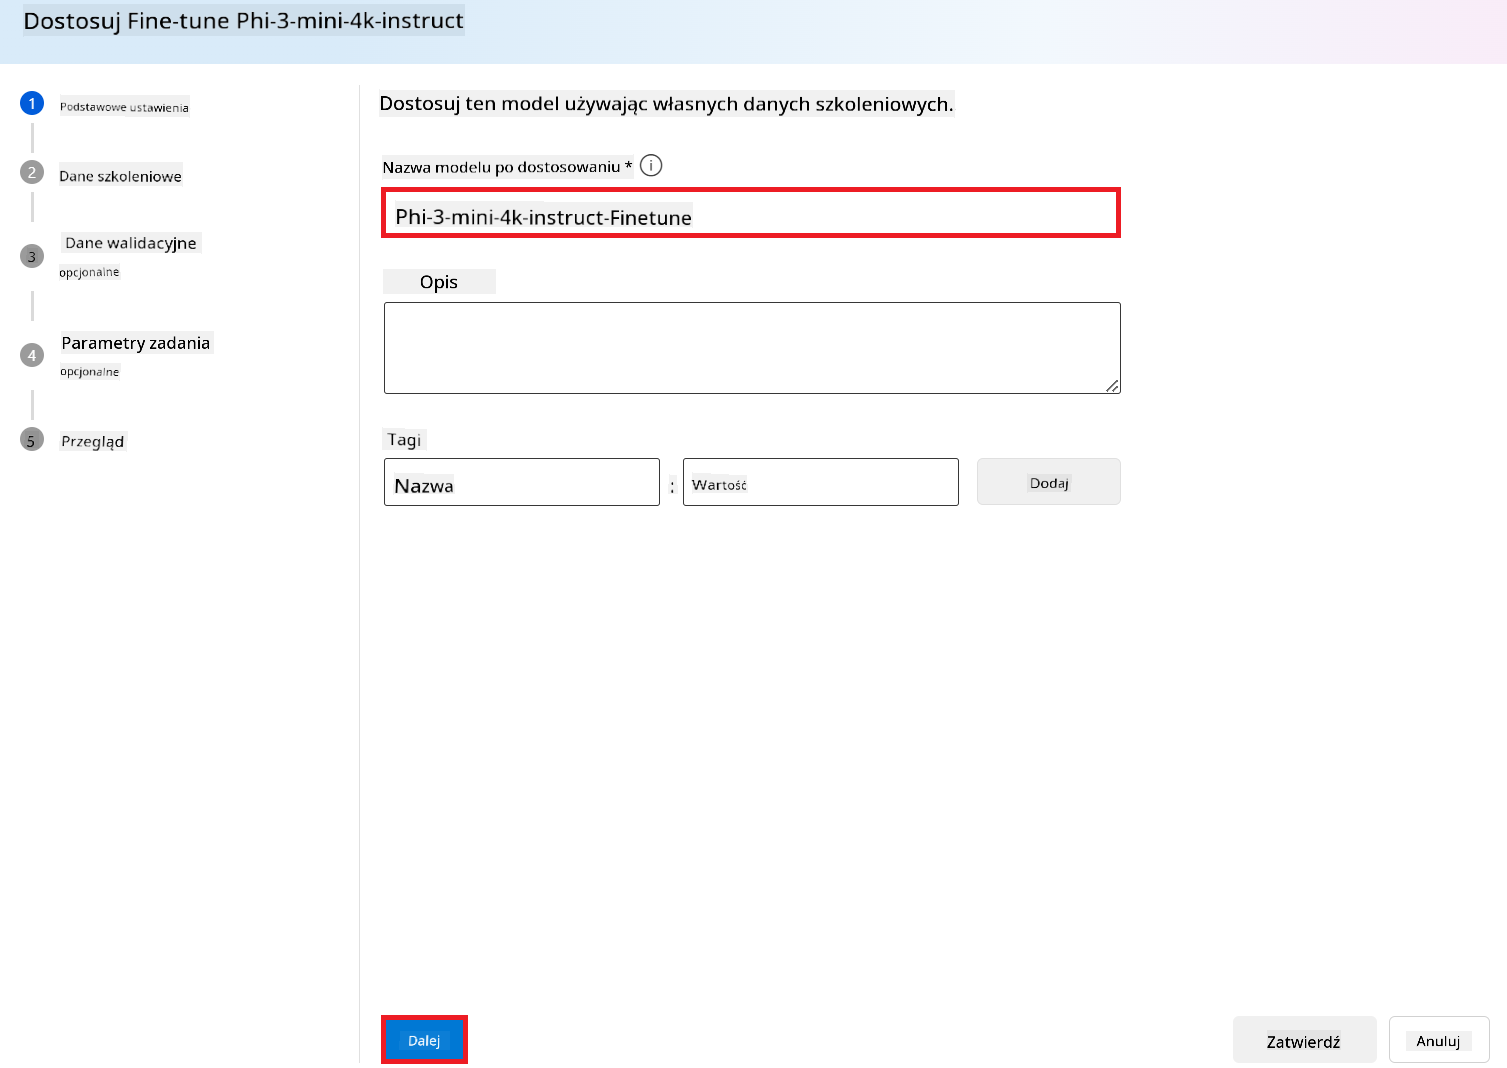 Dostosuj Fine-tune Phi-3-mini-4k-instruct
1 Podstawowe ustawienia
2 Dane szkoleniowe
3 Dane walidacyjne
opcjonalne
4 Parametry zadania
opcjonalne
5 Przegląd
Dostosuj ten model używając własnych danych szkoleniowych.
Nazwa modelu po dostosowaniu *
Phi-3-mini-4k-instruct-Finetune
Opis
Tagi
Nazwa : Wartość Dodaj
Dalej Zatwierdź Anuluj